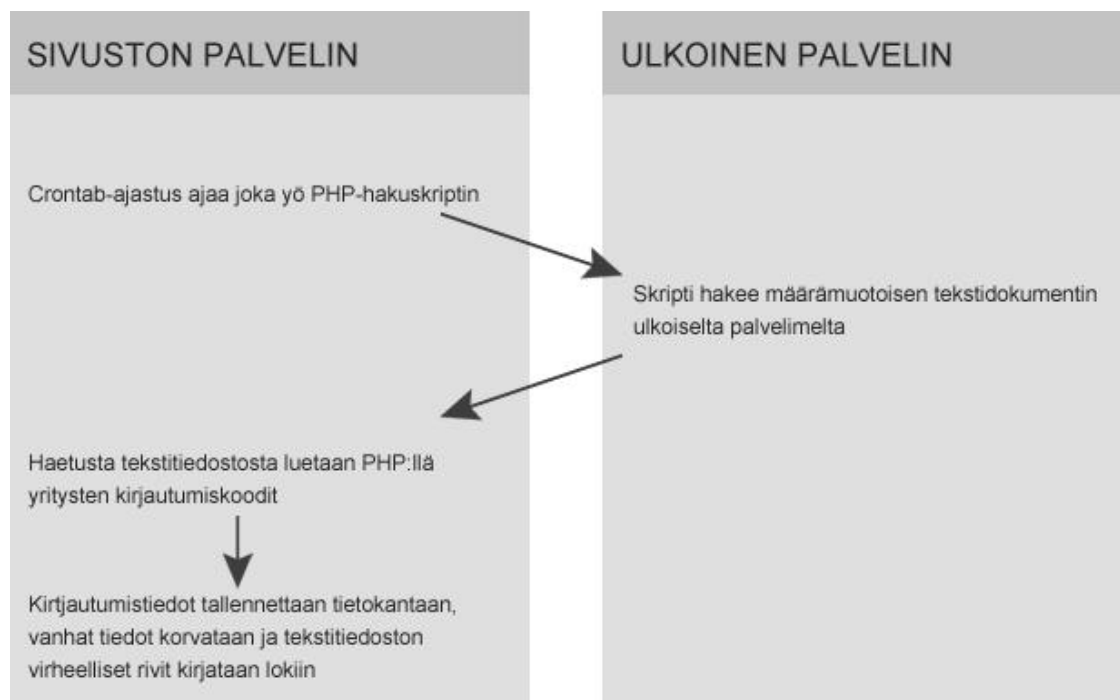 SIVUSTON PALVELIN
ULKOINEN PALVELIN
Crontab-ajastus ajaa joka yö PHP-hakuskriptin
Skripti hakee määrämuotoisen tekstidokumentin
ulkoiselta palvelimelta
Haetusta tekstitiedostosta luetaan PHP:llä
yritysten kirjautumiskoodit
Kirtjautumistiedot tallennettaan tietokantaan,
vanhat tiedot korvataan ja tekstitiedoston
virheelliset rivit kirjataan lokiin